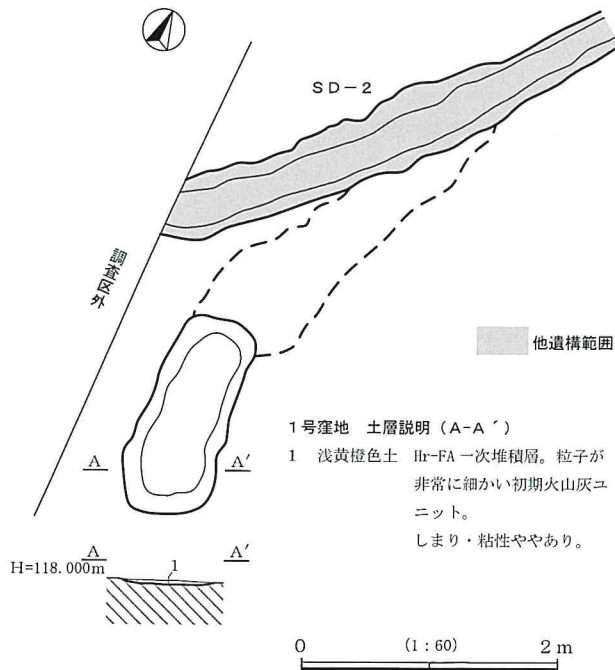 SD-2
調査区外
他遺構範囲
1号窪地 土層説明 (A-A´)
1 浅黄橙色土 Hr-FA 一次堆積層。粒子が
非常に細かい初期火山灰ユ
ニット。
しまり・粘性ややあり。
A A′
A A′
H=118.000m
1
0 (1:60) 2m